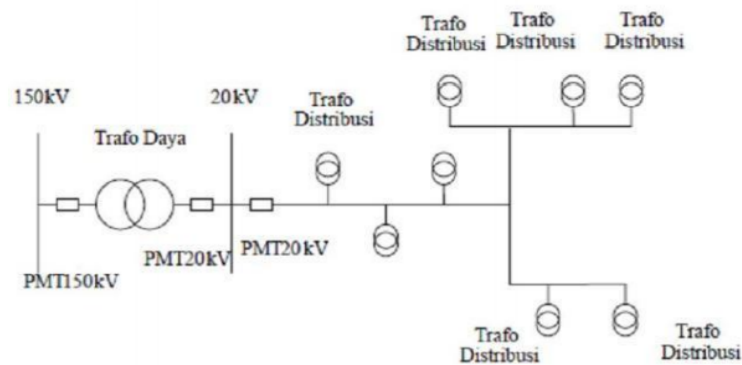 Trafo
Distribusi
Trafo
Distribusi
Trafo
Distribusi
150kV
20kV
Trafo
Distribusi
Trafo Daya
PMT150kV
PMT20kV
PMT20kV
Trafo
Distribusi
Trafo
Distribusi